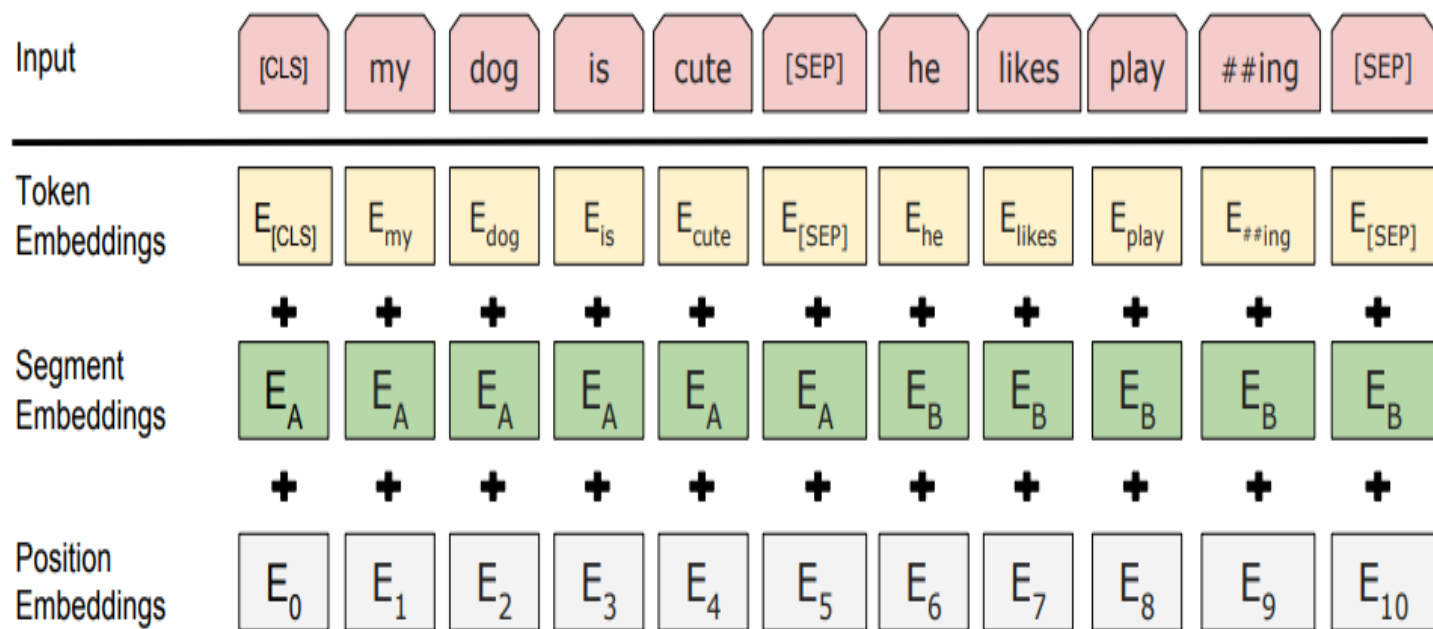 Input [CLS] my dog is cute [SEP] he likes play ##ing [SEP]
Token
Embeddings
E[CLS] Emy Edog Eis Ecute E[SEP] Ehe Elikes Eplay E##ing E[SEP]
+ + + + + + + + + + +
Segment
Embeddings
EA EA EA EA EA EA EB EB EB EB EB
+ + + + + + + + + + +
Position
Embeddings
E0 E1 E2 E3 E4 E5 E6 E7 E8 E9 E10